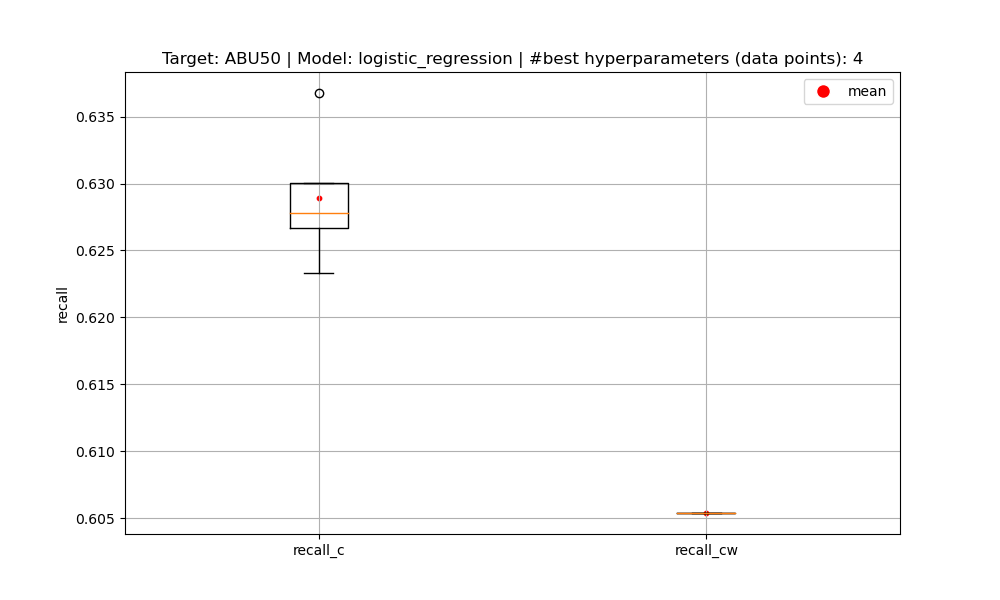 Target: ABU50 | Model: logistic_regression | #best hyperparameters (data points): 4
mean
0.635
0.630
0.625
0.620
0.615
0.610
0.605
recall
recall_c
recall_cw